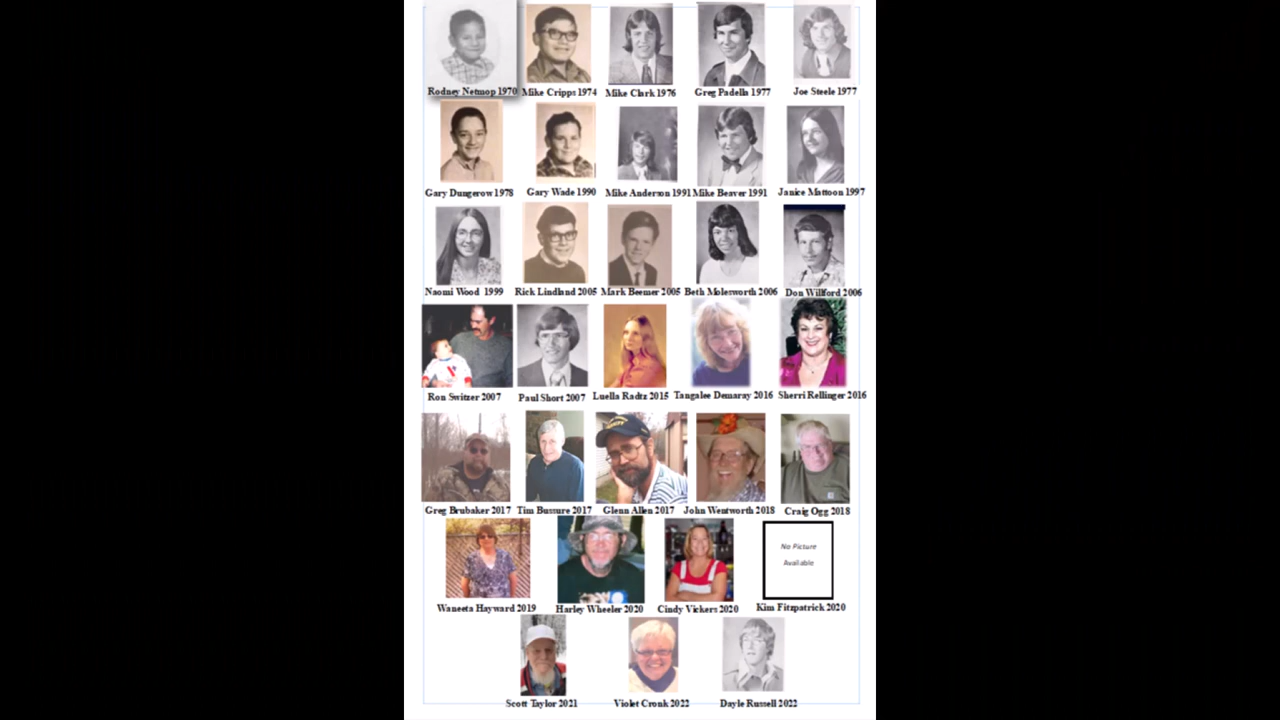 Rodney Netmop 1970 Mike Cripps 1974 Mike Clark 1976 Greg Padella 1977 Joe Steele 1977
Gary Dungerow 1978 Gary Wade 1990 Mike Anderson 1991 Mike Beaver 1991 Janice Mattoon 1997
Naomi Wood 1999 Rick Lindland 2005 Mark Beemer 2005 Beth Molesworth 2006 Don Willford 2006
Ron Switzer 2007 Paul Short 2007 Luella Radtz 2015 Tangalee Demaray 2016 Sherri Rellinger 2016
Greg Brubaker 2017 Tim Bussure 2017 Glenn Allen 2017 John Wentworth 2018 Craig Ogg 2018
No Picture
Available
Waneeta Hayward 2019 Harley Wheeler 2020 Cindy Vickers 2020 Kim Fitzpatrick 2020
Scott Taylor 2021 Violet Cronk 2022 Dayle Russell 2022